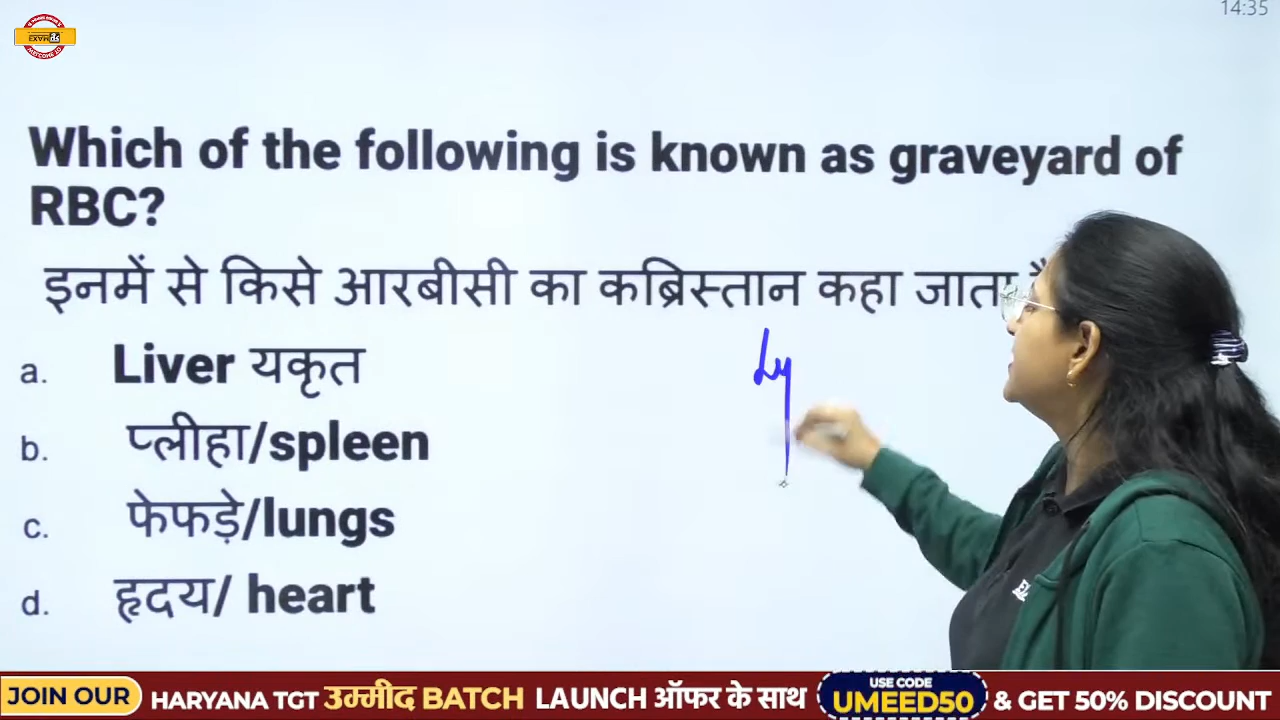 14:35
Which of the following is known as graveyard of
RBC?
इनमें से किसे आरबीसी का कब्रिस्तान कहा जाता
a. Liver यकृत
b. प्लीहा/spleen
c. फेफड़े/lungs
d. हृदय/ heart
Ly
JOIN OUR HARYANA TGT उम्मीद BATCH LAUNCH ऑफर के साथ USE CODE UMEED50 & GET 50% DISCOUNT